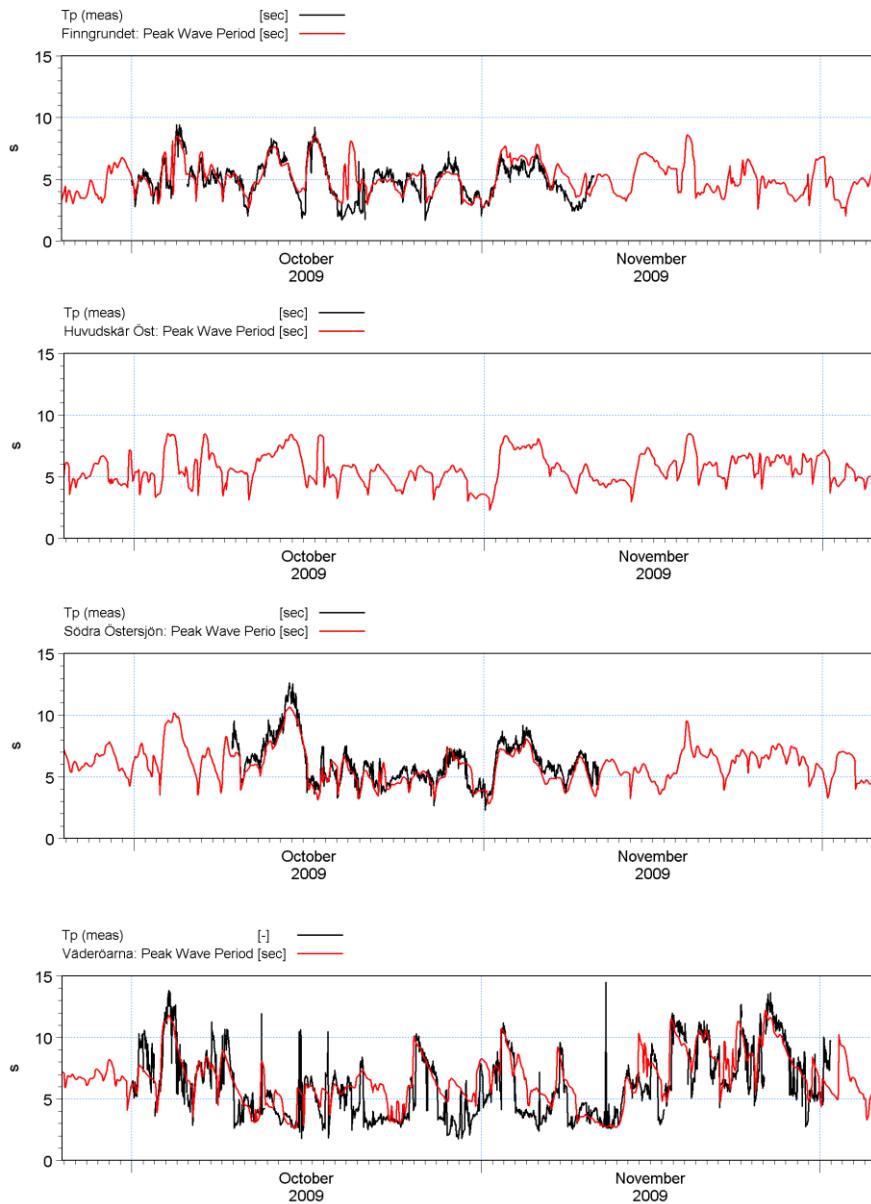 Tp (meas) [sec]
Finngrundet: Peak Wave Period [sec]
15
10
s
5
0
October November
2009 2009
Tp (meas) [sec]
Huvudskär Öst: Peak Wave Period [sec]
15
10
s
5
0
October November
2009 2009
Tp (meas) [sec]
Södra Östersjön: Peak Wave Perio [sec]
15
10
s
5
0
October November
2009 2009
Tp (meas) [-]
Väderöarna: Peak Wave Period [sec]
15
10
s
5
0
October November
2009 2009